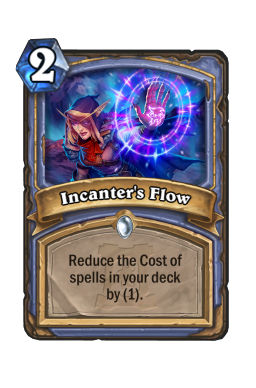 2
Incanter's Flow
Reduce the Cost of
spells in your deck
by (1).